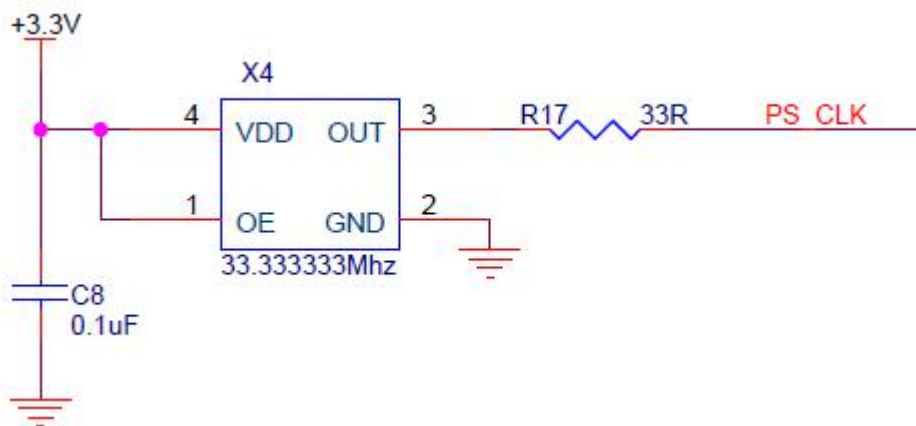 +3.3V
X4
4 VDD OUT 3 R17 33R PS_CLK
1 OE GND 2
33.333333Mhz
C8
0.1uF